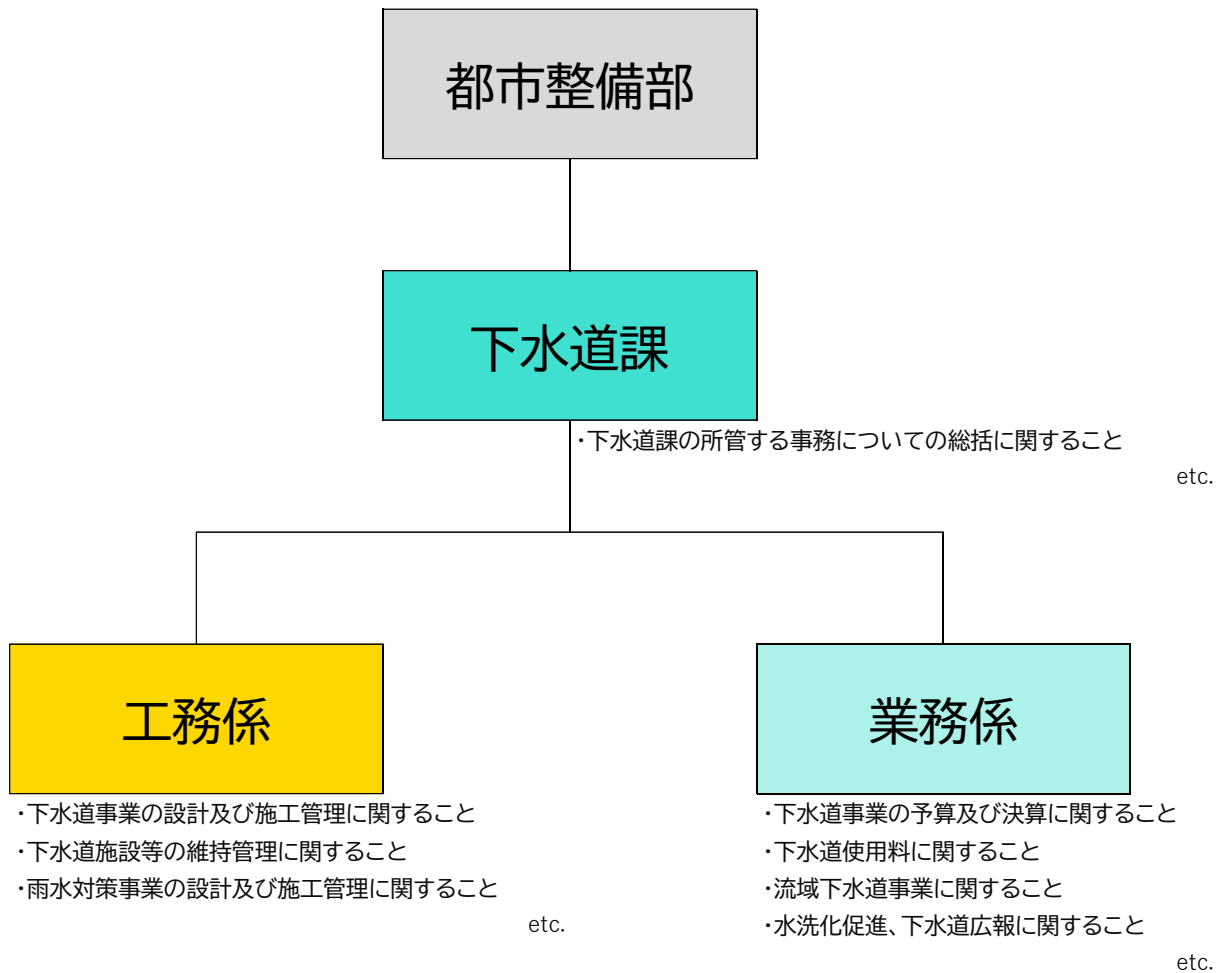 都市整備部
下水道課
・下水道課の所管する事務についての総括に関すること
etc.
工務係
・下水道事業の設計及び施工管理に関すること
・下水道施設等の維持管理に関すること
・雨水対策事業の設計及び施工管理に関すること
etc.
業務係
・下水道事業の予算及び決算に関すること
・下水道使用料に関すること
・流域下水道事業に関すること
・水洗化促進、下水道広報に関すること
etc.